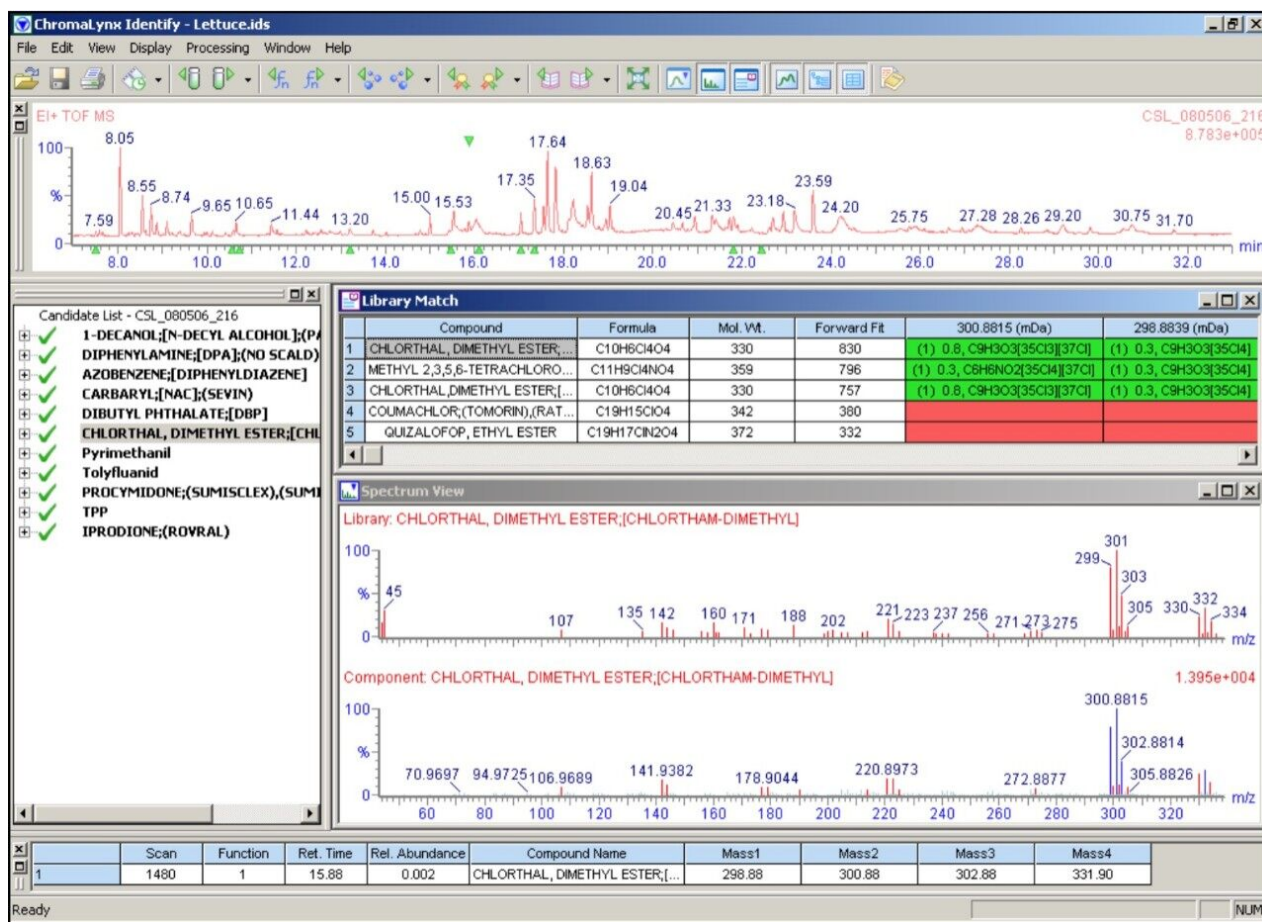 ChromaLynx Identify - Lettuce.ids
File Edit View Display Processing Window Help
EI+ TOF MS
CSL_080506_216
8.783e+005
100
%
0
7.59 8.05 8.55 8.74 9.65 10.65 11.44 13.20 15.00 15.53 17.35 17.64 18.63 19.04 20.45 21.33 23.18 23.59 24.20 25.75 27.28 28.26 29.20 30.75 31.70
8.0 10.0 12.0 14.0 16.0 18.0 20.0 22.0 24.0 26.0 28.0 30.0 32.0 min
Candidate List - CSL_080506_216
1-DECANOL;[N-DECYL ALCOHOL];(PA
DIPHENYLAMINE;[DPA];(NO SCALD)
AZOBENZENE;[DIPHENYLDIAZENE]
CARBARYL;[NAC];(SEVIN)
DIBUTYL PHTHALATE;[DBP]
CHLORTHAL, DIMETHYL ESTER;[CHL
Pyrimethanil
Tolyfluanid
PROCYMIDONE;(SUMISCLEX),(SUMI
TPP
IPRODIONE;(ROVRAL)
Library Match
Compound Formula Mol. Wt. Forward Fit 300.8815 (mDa) 298.8839 (mDa)
1 CHLORTHAL, DIMETHYL ESTER;... C10H6Cl4O4 330 830 (1) 0.8, C9H3O3[35Cl3][37Cl] (1) 0.3, C9H3O3[35Cl4]
2 METHYL 2,3,5,6-TETRACHLORO... C11H9Cl4NO4 359 796 (1) 0.3, C6H6NO2[35Cl4][37Cl] (1) 0.3, C9H3O3[35Cl4]
3 CHLORTHAL,DIMETHYL ESTER;[... C10H6Cl4O4 330 757 (1) 0.8, C9H3O3[35Cl3][37Cl] (1) 0.3, C9H3O3[35Cl4]
4 COUMACHLOR;(TOMORIN),(RAT... C19H15ClO4 342 380
5 QUIZALOFOP, ETHYL ESTER C19H17ClN2O4 372 332
Spectrum View
Library: CHLORTHAL, DIMETHYL ESTER;[CHLORTHAM-DIMETHYL]
100
%
0
45 107 135 142 160 171 188 202 221 223 237 256 271 273 275 299 301 303 305 330 332 334
m/z
Component: CHLORTHAL, DIMETHYL ESTER;[CHLORTHAM-DIMETHYL]
1.395e+004
100
%
0
70.9697 94.9725 106.9689 141.9382 178.9044 220.8973 272.8877 300.8815 302.8814 305.8826
60 80 100 120 140 160 180 200 220 240 260 280 300 320 m/z
Scan Function Ret. Time Rel. Abundance Compound Name Mass1 Mass2 Mass3 Mass4
1 1480 1 15.88 0.002 CHLORTHAL, DIMETHYL ESTER;[... 298.88 300.88 302.88 331.90
Ready
NUM